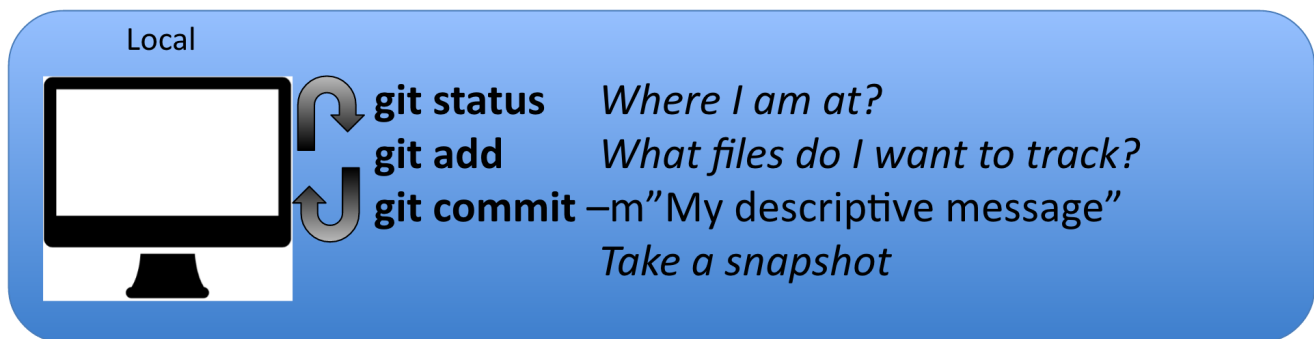 Local
git status Where I am at?
git add What files do I want to track?
git commit –m”My descriptive message”
Take a snapshot